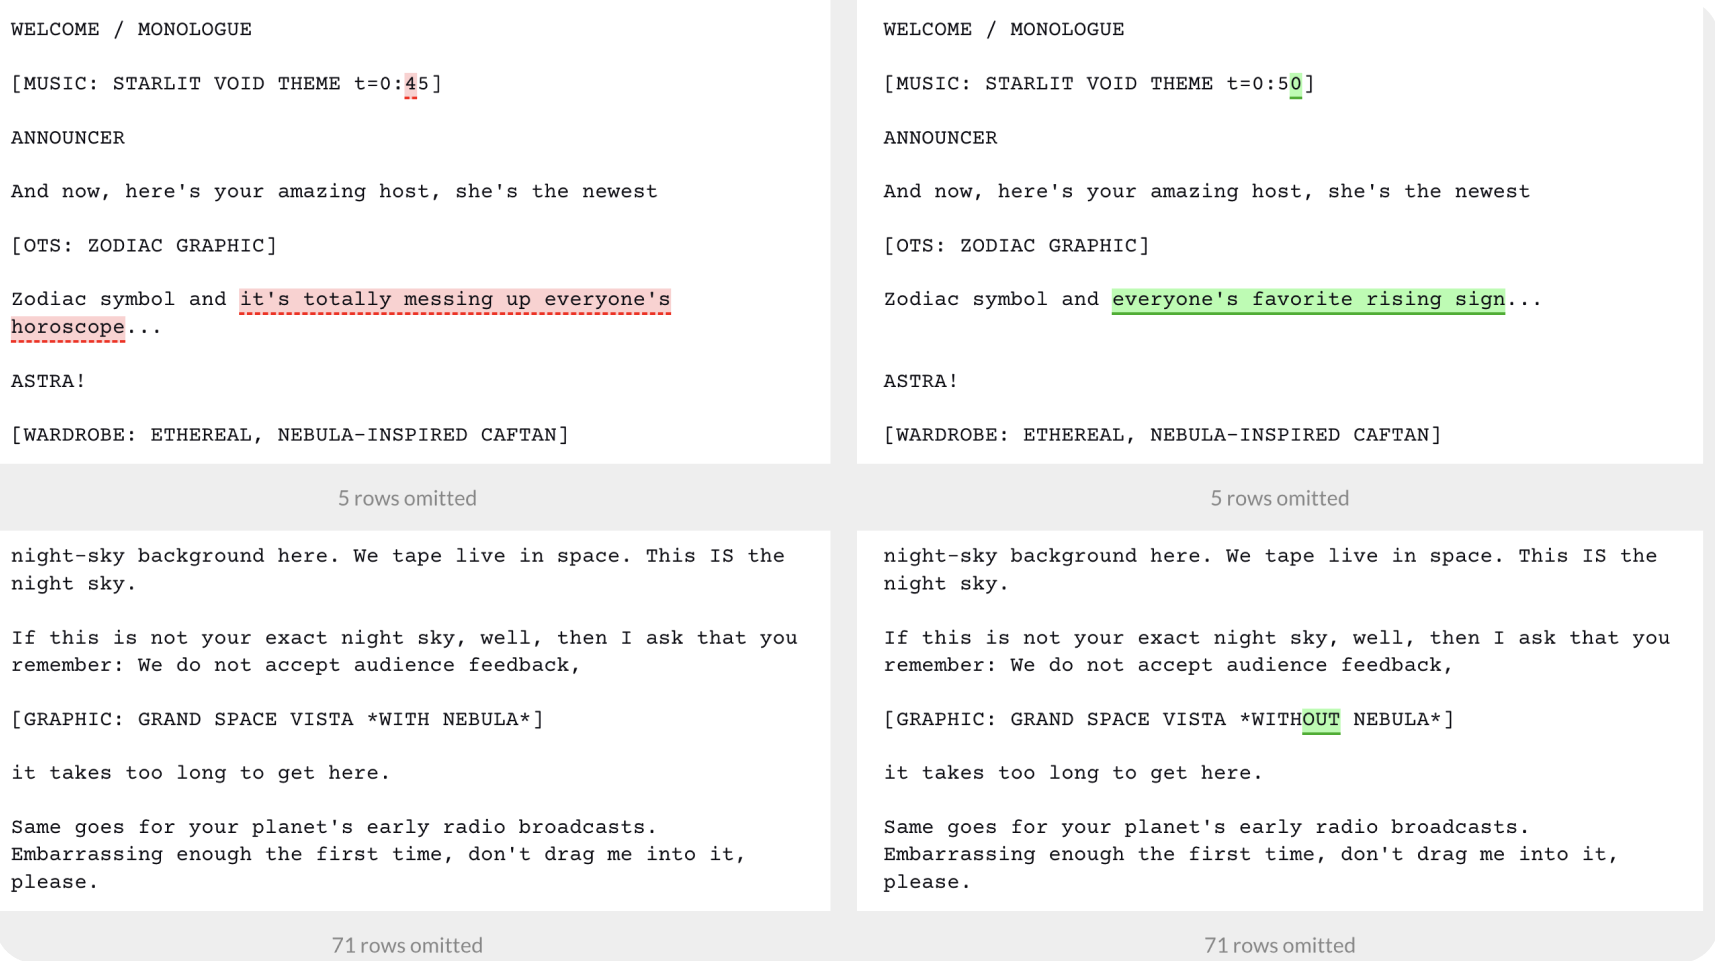 WELCOME / MONOLOGUE
[MUSIC: STARLIT VOID THEME t=0:45]
ANNOUNCER
And now, here's your amazing host, she's the newest
[OTS: ZODIAC GRAPHIC]
Zodiac symbol and it's totally messing up everyone's
horoscope...
ASTRA!
[WARDROBE: ETHEREAL, NEBULA-INSPIRED CAFTAN]
5 rows omitted
night-sky background here. We tape live in space. This IS the
night sky.
If this is not your exact night sky, well, then I ask that you
remember: We do not accept audience feedback,
[GRAPHIC: GRAND SPACE VISTA *WITH NEBULA*]
it takes too long to get here.
Same goes for your planet's early radio broadcasts.
Embarrassing enough the first time, don't drag me into it,
please.
71 rows omitted
WELCOME / MONOLOGUE
[MUSIC: STARLIT VOID THEME t=0:50]
ANNOUNCER
And now, here's your amazing host, she's the newest
[OTS: ZODIAC GRAPHIC]
Zodiac symbol and everyone's favorite rising sign...
ASTRA!
[WARDROBE: ETHEREAL, NEBULA-INSPIRED CAFTAN]
5 rows omitted
night-sky background here. We tape live in space. This IS the
night sky.
If this is not your exact night sky, well, then I ask that you
remember: We do not accept audience feedback,
[GRAPHIC: GRAND SPACE VISTA *WITHOUT NEBULA*]
it takes too long to get here.
Same goes for your planet's early radio broadcasts.
Embarrassing enough the first time, don't drag me into it,
please.
71 rows omitted